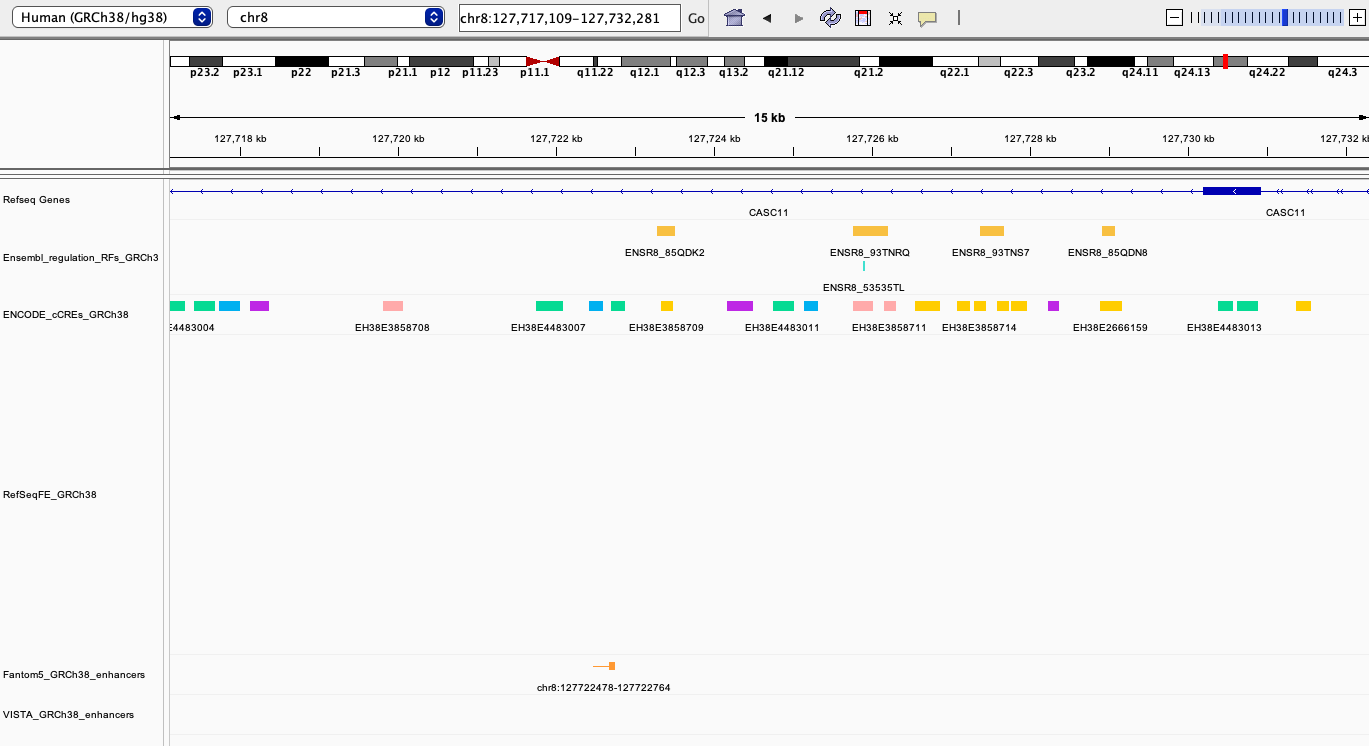 Human (GRCh38/hg38) chr8 chr8:127,717,109-127,732,281 Go
p23.2 p23.1 p22 p21.3 p21.1 p12 p11.23 p11.1 q11.22 q12.1 q12.3 q13.2 q21.12 q21.2 q22.1 q22.3 q23.2 q24.11 q24.13 q24.22 q24.3
15 kb
127,718 kb 127,720 kb 127,722 kb 127,724 kb 127,726 kb 127,728 kb 127,730 kb 127,732 k
Refseq Genes
CASC11 CASC11
Ensembl_regulation_RFs_GRCh3
ENSR8_85QDK2 ENSR8_93TNRQ ENSR8_93TNS7 ENSR8_85QDN8
ENSR8_53535TL
ENCODE_cCREs_GRCh38
E4483004 EH38E3858708 EH38E4483007 EH38E3858709 EH38E4483011 EH38E3858711 EH38E3858714 EH38E2666159 EH38E4483013
RefSeqFE_GRCh38
Fantom5_GRCh38_enhancers
chr8:127722478-127722764
VISTA_GRCh38_enhancers